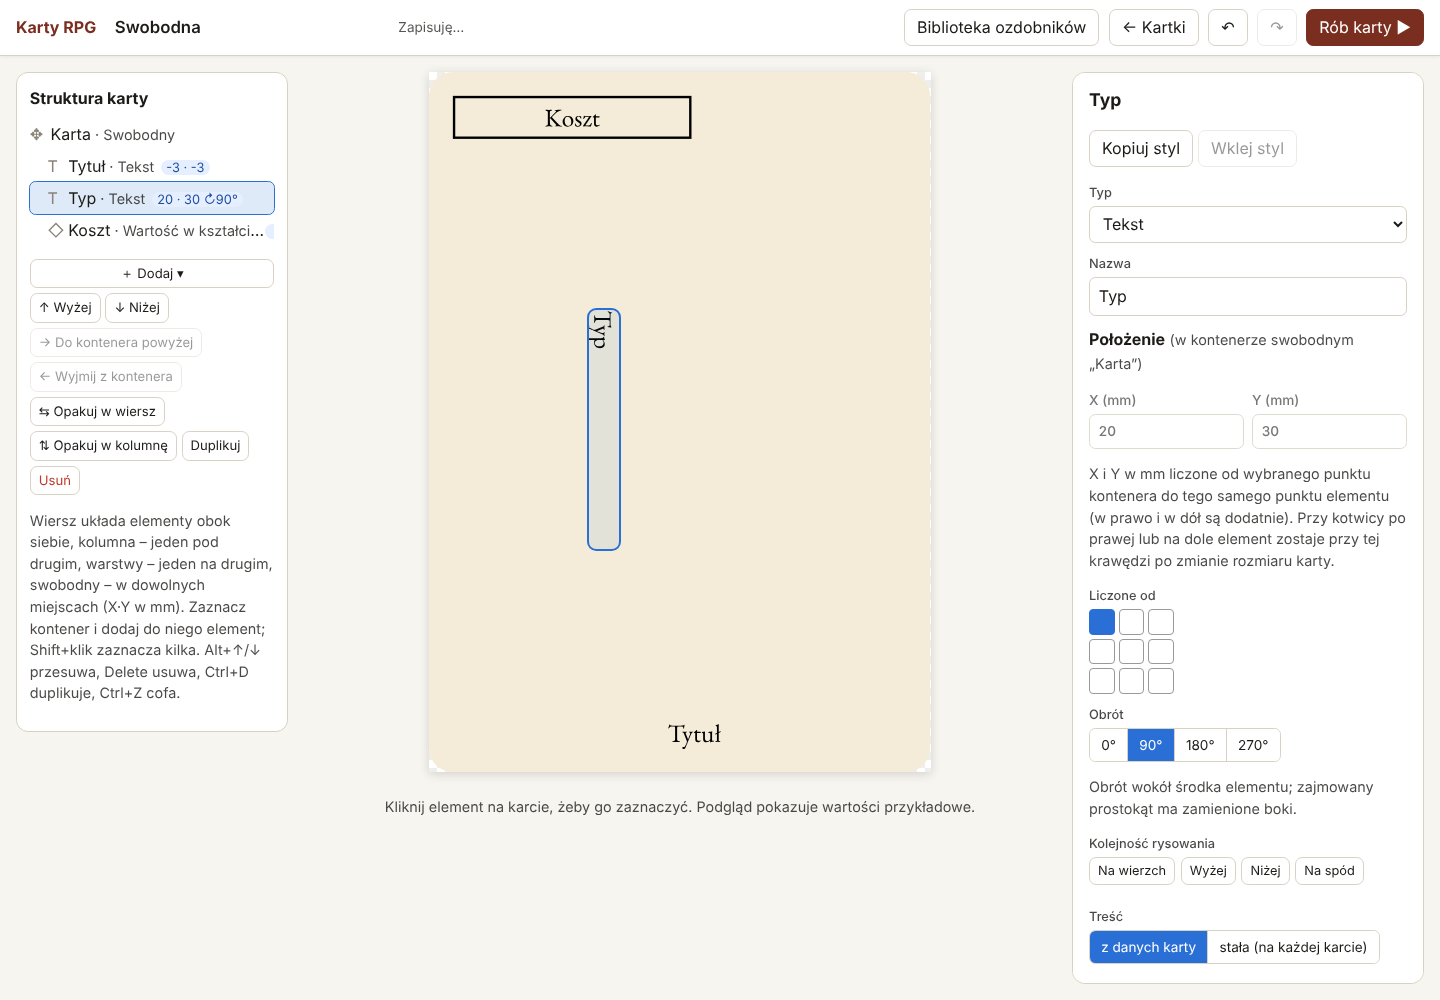 Karty RPG Swobodna Zapisuję... Biblioteka ozdobników ← Kartki ↶ ↷ Rób karty ▶
Struktura karty
✥ Karta · Swobodny
T Tytuł · Tekst -3 · -3
T Typ · Tekst 20 · 30 ↻90°
◇ Koszt · Wartość w kształci...
+ Dodaj ▾
↑ Wyżej ↓ Niżej
→ Do kontenera powyżej
← Wyjmij z kontenera
⇆ Opakuj w wiersz
⇅ Opakuj w kolumnę Duplikuj
Usuń
Wiersz układa elementy obok
siebie, kolumna – jeden pod
drugim, warstwy – jeden na drugim,
swobodny – w dowolnych
miejscach (X·Y w mm). Zaznacz
kontener i dodaj do niego element;
Shift+klik zaznacza kilka. Alt+↑/↓
przesuwa, Delete usuwa, Ctrl+D
duplikuje, Ctrl+Z cofa.
Koszt
Typ
Tytuł
Kliknij element na karcie, żeby go zaznaczyć. Podgląd pokazuje wartości przykładowe.
Typ
Kopiuj styl Wklej styl
Typ
Tekst
Nazwa
Typ
Położenie (w kontenerze swobodnym
„Karta”)
X (mm) Y (mm)
20 30
X i Y w mm liczone od wybranego punktu
kontenera do tego samego punktu elementu
(w prawo i w dół są dodatnie). Przy kotwicy po
prawej lub na dole element zostaje przy tej
krawędzi po zmianie rozmiaru karty.
Liczone od
Obrót
0° 90° 180° 270°
Obrót wokół środka elementu; zajmowany
prostokąt ma zamienione boki.
Kolejność rysowania
Na wierzch Wyżej Niżej Na spód
Treść
z danych karty stała (na każdej karcie)